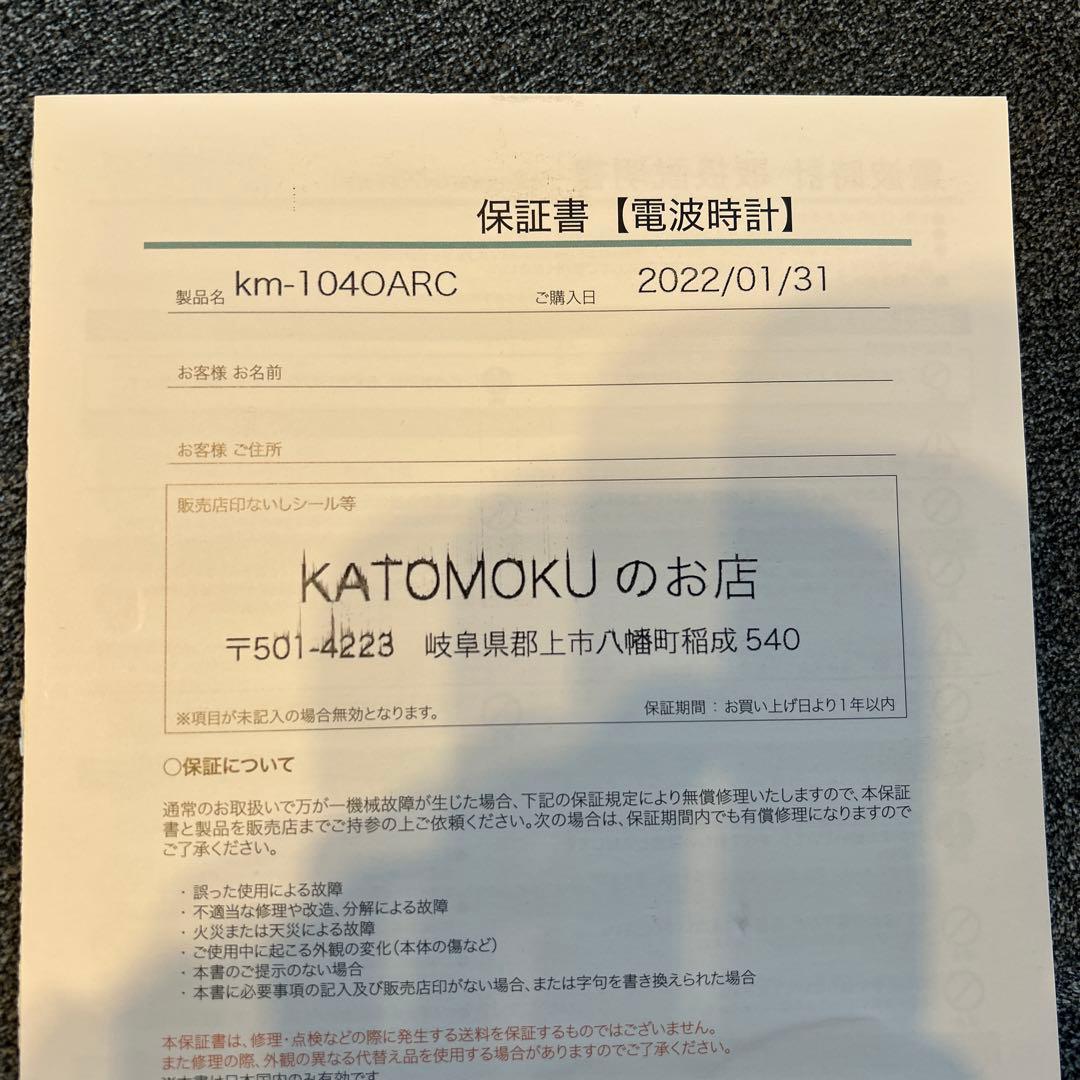 保証書【電波時計】
製品名 km-104OARC ご購入日 2022/01/31
お客様 お名前
お客様 ご住所
販売店印ないしシール等
KATOMOKU のお店
〒501-4223 岐阜県郡上市八幡町稲成 540
※項目が未記入の場合無効となります。 保証期間：お買い上げ日より1年以内
○保証について
通常のお取扱いで万が一機械故障が生じた場合、下記の保証規定により無償修理いたしますので、本保証
書と製品を販売店までご持参の上ご依頼ください。次の場合は、保証期間内でも有償修理になりますので
ご了承ください。
・誤った使用による故障
・不適当な修理や改造、分解による故障
・火災または天災による故障
・ご使用中に起こる外観の変化（本体の傷など）
・本書のご提示のない場合
・本書に必要事項の記入及び販売店印がない場合、または字句を書き換えられた場合
本保証書は、修理・点検などの際に発生する送料を保証するものではございません。
また修理の際、外観の異なる代替え品を使用する場合がありますのでご了承ください。
※本書は日本国内のみ有効です。